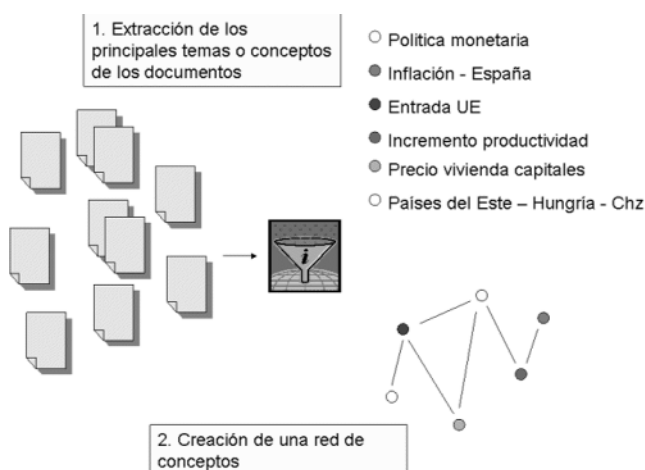 1. Extracción de los
principales temas o conceptos
de los documentos
Politica monetaria
Inflación - España
Entrada UE
Incremento productividad
Precio vivienda capitales
Países del Este – Hungría - Chz
i
2. Creación de una red de
conceptos